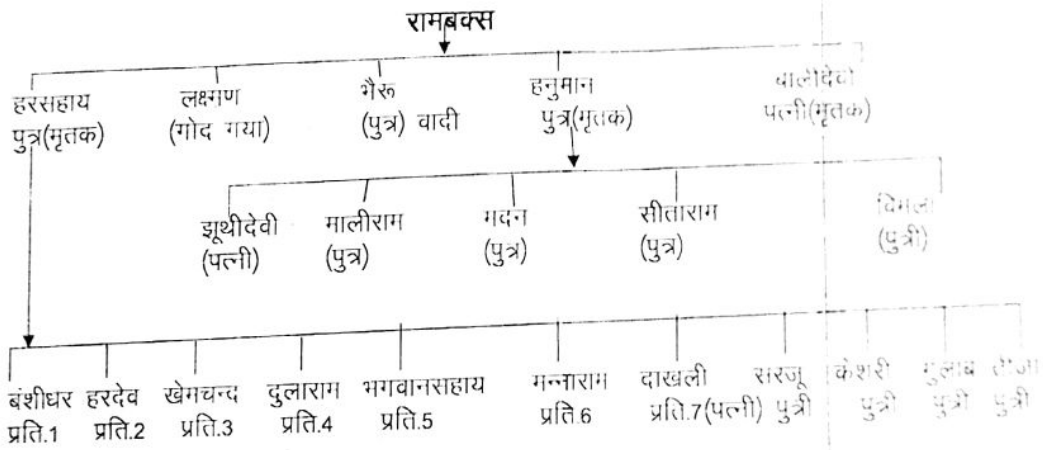 रामबक्स
हरसहाय लक्ष्मण भैरू हनुमान बालीदेवी
पुत्र(मृतक) (गोद गया) (पुत्र) वादी पुत्र(मृतक) पत्नी(मृतक)
झूथीदेवी मालीराम मदन सीताराम विमला
(पत्नी) (पुत्र) (पुत्र) (पुत्र) (पुत्री)
बंशीधर हरदेव खेमचन्द दुलाराम भगवानसहाय मन्नाराम दाखली सरजू केशरी गुलाब तीजा
प्रति.1 प्रति.2 प्रति.3 प्रति.4 प्रति.5 प्रति.6 प्रति.7(पत्नी) पुत्री पुत्री पुत्री पुत्री